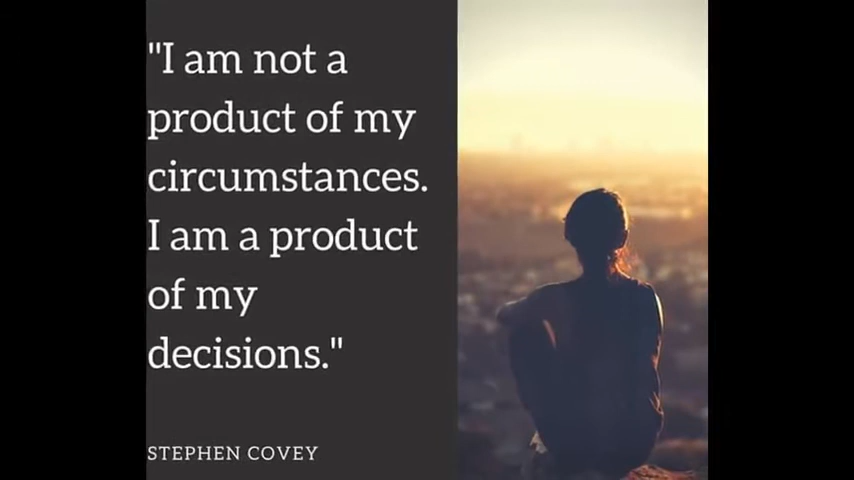 "I am not a
product of my
circumstances.
I am a product
of my
decisions."
STEPHEN COVEY